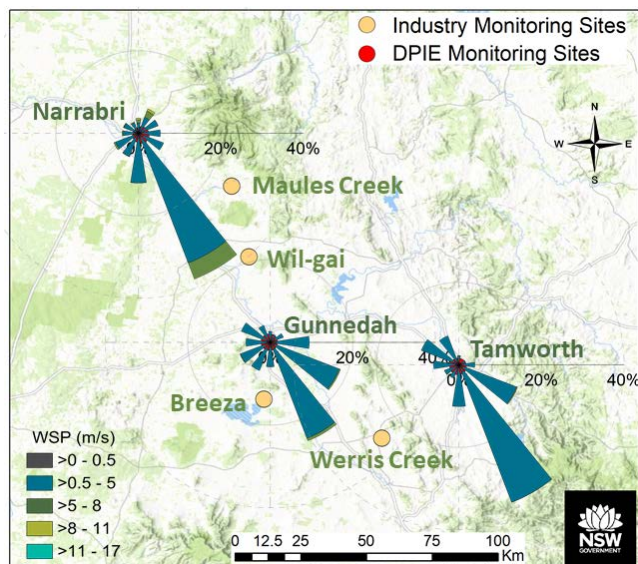 Industry Monitoring Sites
DPIE Monitoring Sites
Narrabri
N
W E
S
0% 20% 40%
Maules Creek
Wil-gai
Gunnedah
0% 20% 40%
Tamworth
0% 20% 40%
Breeza
Werris Creek
WSP (m/s)
>0 - 0.5
>0.5 - 5
>5 - 8
>8 - 11
>11 - 17
0 12.5 25 50 75 100
Km
NSW
GOVERNMENT